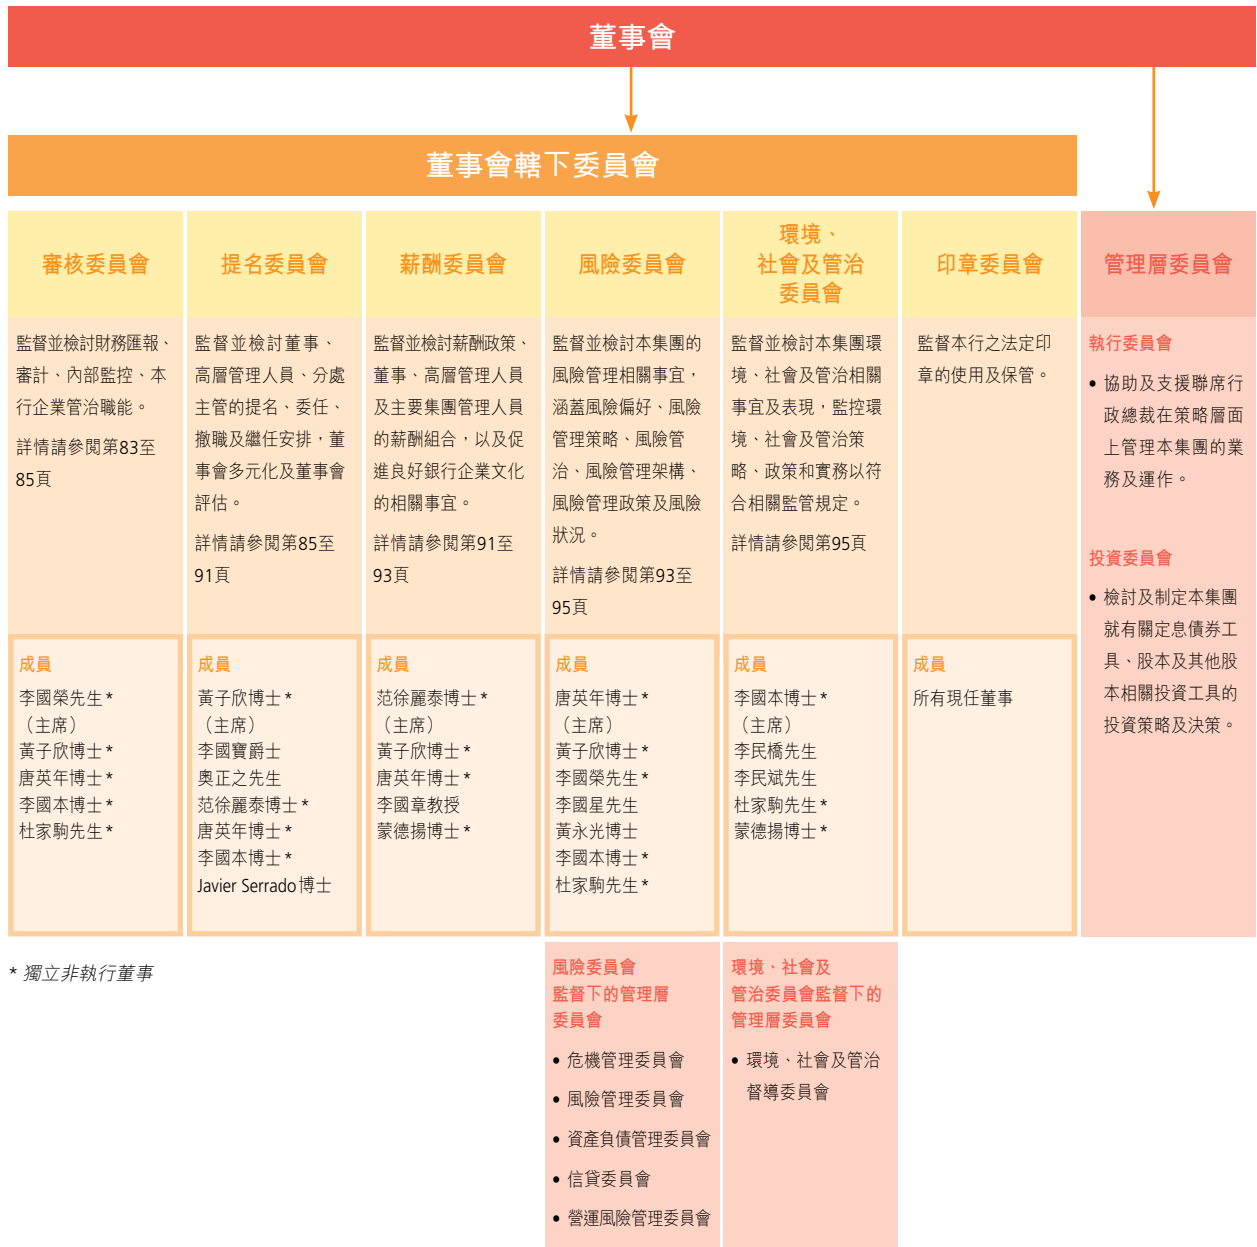 董事會
董事會轄下委員會
審核委員會
監督並檢討財務匯報、
審計、內部監控、本
行企業管治職能。
詳情請參閱第83至
85頁
成員
李國榮先生*
（主席）
黃子欣博士*
唐英年博士*
李國本博士*
杜家駒先生*
提名委員會
監督並檢討董事、
高層管理人員、分處
主管的提名、委任、
撤職及繼任安排，董
事會多元化及董事會
評估。
詳情請參閱第85至
91頁
成員
黃子欣博士*
（主席）
李國寶爵士
奧正之先生
范徐麗泰博士*
唐英年博士*
李國本博士*
Javier Serrado博士
薪酬委員會
監督並檢討薪酬政策、
董事、高層管理人員
及主要集團管理人員
的薪酬組合，以及促
進良好銀行企業文化
的相關事宜。
詳情請參閱第91至
93頁
成員
范徐麗泰博士*
（主席）
黃子欣博士*
唐英年博士*
李國章教授
蒙德揚博士*
風險委員會
監督並檢討本集團的
風險管理相關事宜，
涵蓋風險偏好、風險
管理策略、風險管
治、風險管理架構、
風險管理政策及風險
狀況。
詳情請參閱第93至
95頁
成員
唐英年博士*
（主席）
黃子欣博士*
李國榮先生*
李國星先生
黃永光博士
李國本博士*
杜家駒先生*
風險委員會
監督下的管理層
委員會
• 危機管理委員會
• 風險管理委員會
• 資產負債管理委員會
• 信貸委員會
• 營運風險管理委員會
環境、
社會及管治
委員會
監督並檢討本集團環
境、社會及管治相關
事宜及表現，監控環
境、社會及管治策
略、政策和實務以符
合相關監管規定。
詳情請參閱第95頁
成員
李國本博士*
（主席）
李民橋先生
李民斌先生
杜家駒先生*
蒙德揚博士*
環境、社會及
管治委員會監督下的
管理層委員會
• 環境、社會及管治
督導委員會
印章委員會
監督本行之法定印
章的使用及保管。
成員
所有現任董事
管理層委員會
執行委員會
• 協助及支援聯席行
政總裁在策略層面
上管理本集團的業
務及運作。
投資委員會
• 檢討及制定本集團
就有關定息債券工
具、股本及其他股
本相關投資工具的
投資策略及決策。
* 獨立非執行董事